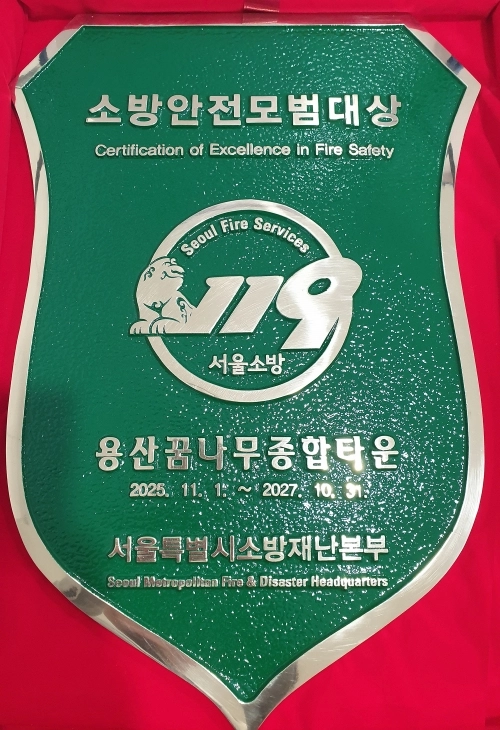 소방안전모범대상
Certification of Excellence in Fire Safety
Seoul Fire Services
119
서울소방
용산꿈나무종합타운
2025. 11. 1. ~ 2027. 10. 31.
서울특별시소방재난본부
Seoul Metropolitan Fire & Disaster Headquarters